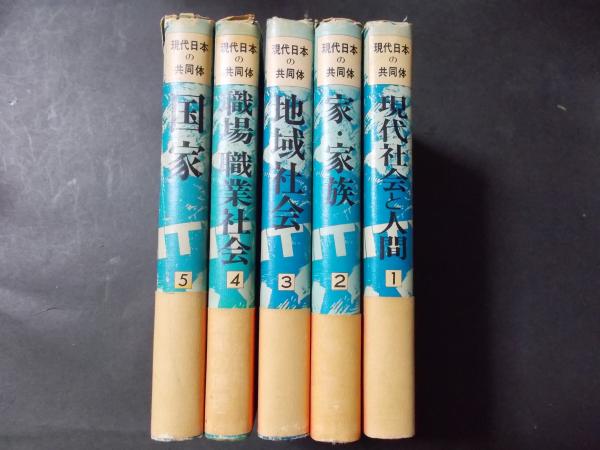 現代日本
の
共同体
国家
IT
5
現代日本
の
共同体
職場 職業社会
4
現代日本
の
共同体
地域社会
IT
3
現代日本
の
共同体
家・家族
IT
2
現代日本
の
共同体
現代社会と人間
1